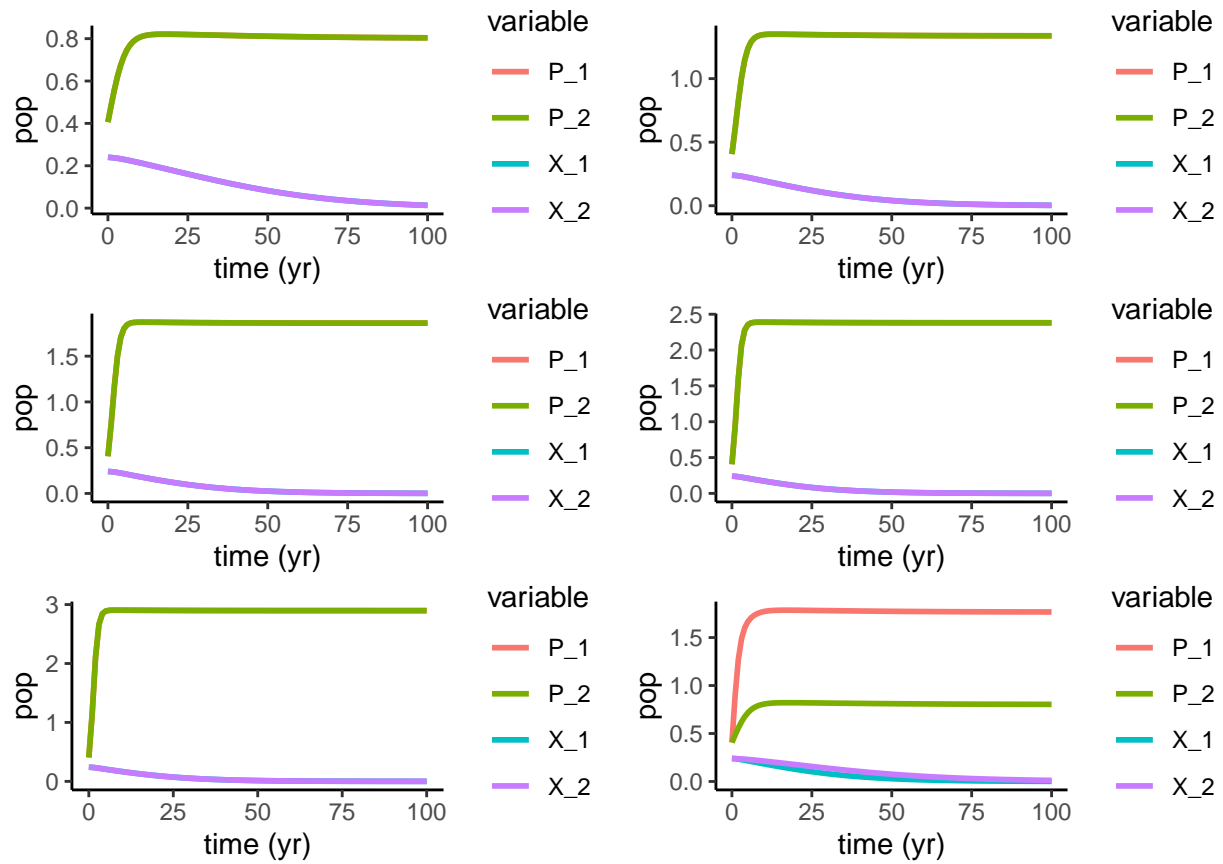 variable
pop
0.8
0.6
0.4
0.2
0.0
P_1
P_2
X_1
X_2
0 25 50 75 100
time (yr)
variable
pop
1.0
0.5
0.0
P_1
P_2
X_1
X_2
0 25 50 75 100
time (yr)
variable
pop
1.5
1.0
0.5
0.0
P_1
P_2
X_1
X_2
0 25 50 75 100
time (yr)
variable
pop
2.5
2.0
1.5
1.0
0.5
0.0
P_1
P_2
X_1
X_2
0 25 50 75 100
time (yr)
variable
pop
3
2
1
0
P_1
P_2
X_1
X_2
0 25 50 75 100
time (yr)
variable
pop
1.5
1.0
0.5
0.0
P_1
P_2
X_1
X_2
0 25 50 75 100
time (yr)